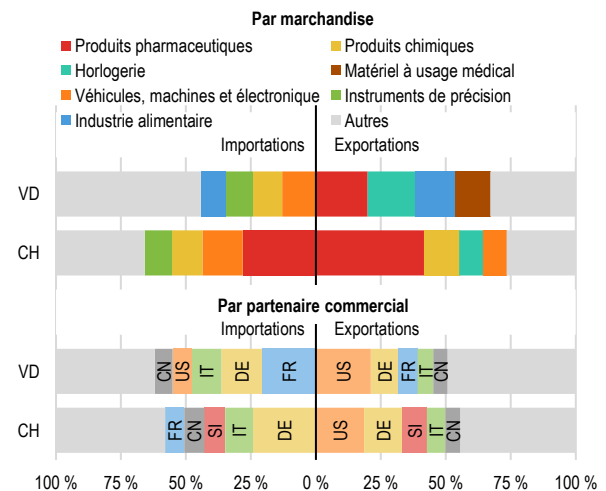 Par marchandise
Produits pharmaceutiques Produits chimiques
Horlogerie Matériel à usage médical
Véhicules, machines et électronique Instruments de précision
Industrie alimentaire Autres
Importations Exportations
VD
CH
Par partenaire commercial
Importations Exportations
VD CN US IT DE FR US DE FR IT CN
CH FR CN SI IT DE US DE SI IT CN
100 % 75 % 50 % 25 % 0 % 25 % 50 % 75 % 100 %